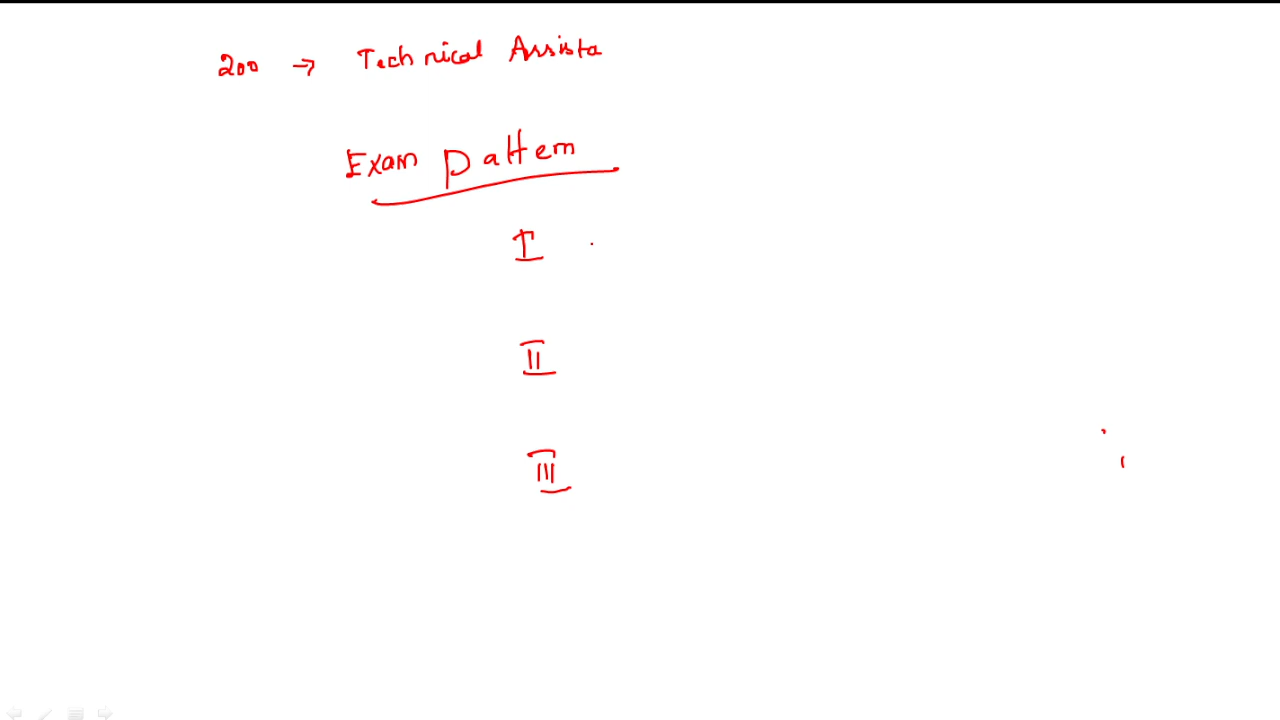 200 → Technical Assista
Exam pattern
I
II
III